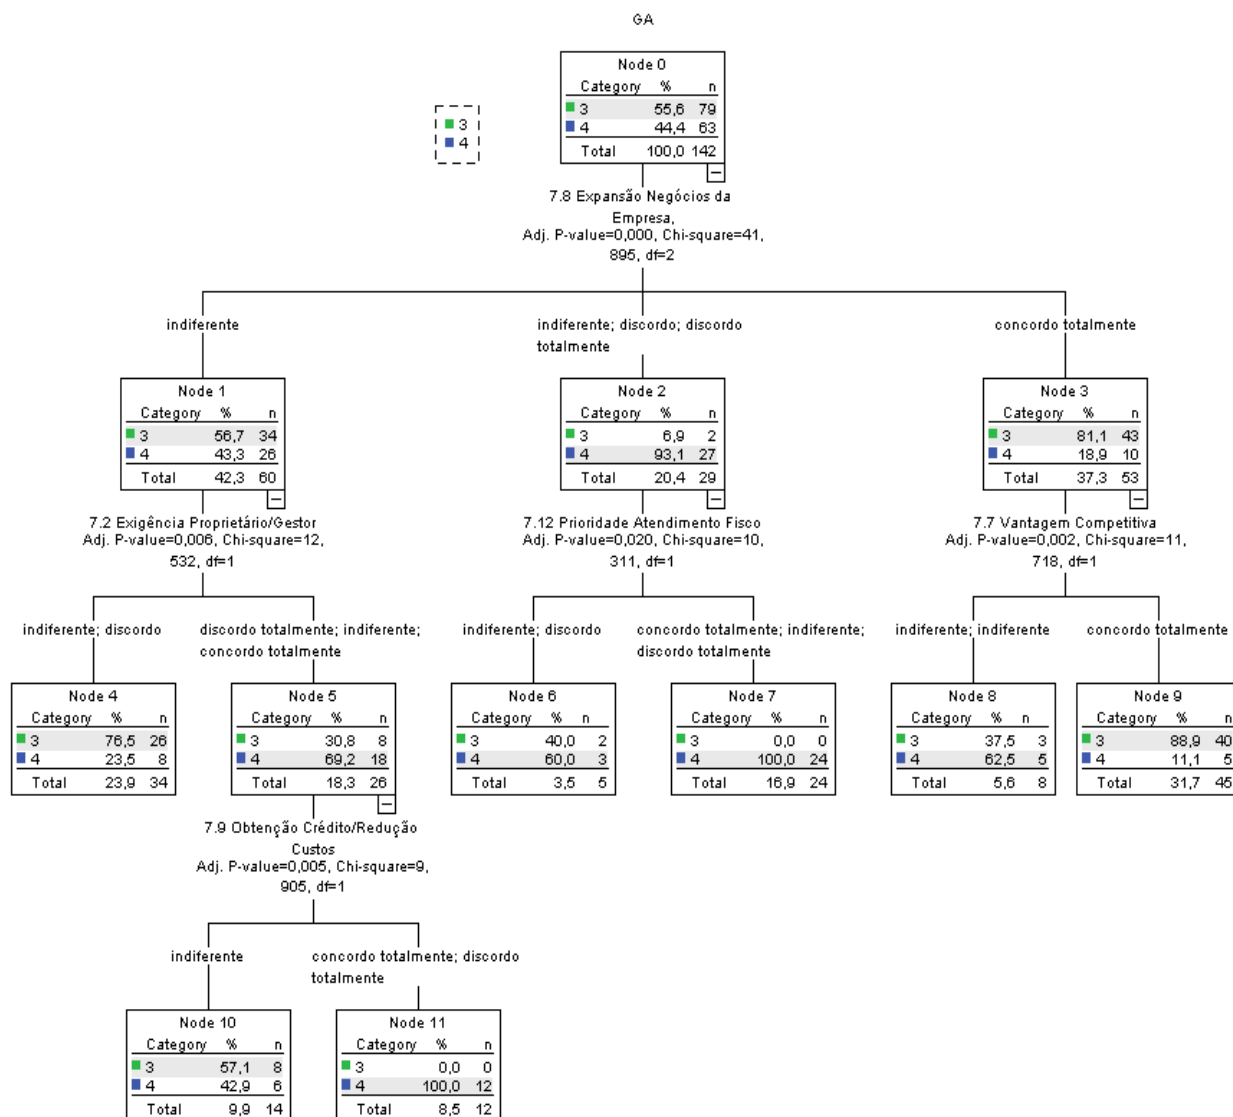 GA
Node 0
Category % n
3 55,6 79
4 44,4 63
Total 100,0 142
3
4
7.8 Expansão Negócios da
Empresa,
Adj. P-value=0,000, Chi-square=41,
895, df=2
indiferente
indiferente; discordo; discordo
totalmente
concordo totalmente
Node 1
Category % n
3 56,7 34
4 43,3 26
Total 42,3 60
Node 2
Category % n
3 6,9 2
4 93,1 27
Total 20,4 29
Node 3
Category % n
3 81,1 43
4 18,9 10
Total 37,3 53
7.2 Exigência Proprietário/Gestor
Adj. P-value=0,006, Chi-square=12,
532, df=1
7.12 Prioridade Atendimento Fisco
Adj. P-value=0,020, Chi-square=10,
311, df=1
7.7 Vantagem Competitiva
Adj. P-value=0,002, Chi-square=11,
718, df=1
indiferente; discordo
discordo totalmente; indiferente;
concordo totalmente
indiferente; discordo
concordo totalmente; indiferente;
discordo totalmente
indiferente; indiferente
concordo totalmente
Node 4
Category % n
3 76,5 26
4 23,5 8
Total 23,9 34
Node 5
Category % n
3 30,8 8
4 69,2 18
Total 18,3 26
Node 6
Category % n
3 40,0 2
4 60,0 3
Total 3,5 5
Node 7
Category % n
3 0,0 0
4 100,0 24
Total 16,9 24
Node 8
Category % n
3 37,5 3
4 62,5 5
Total 5,6 8
Node 9
Category % n
3 88,9 40
4 11,1 5
Total 31,7 45
7.9 Obtenção Crédito/Redução
Custos
Adj. P-value=0,005, Chi-square=9,
905, df=1
indiferente
concordo totalmente; discordo
totalmente
Node 10
Category % n
3 57,1 8
4 42,9 6
Total 9,9 14
Node 11
Category % n
3 0,0 0
4 100,0 12
Total 8,5 12